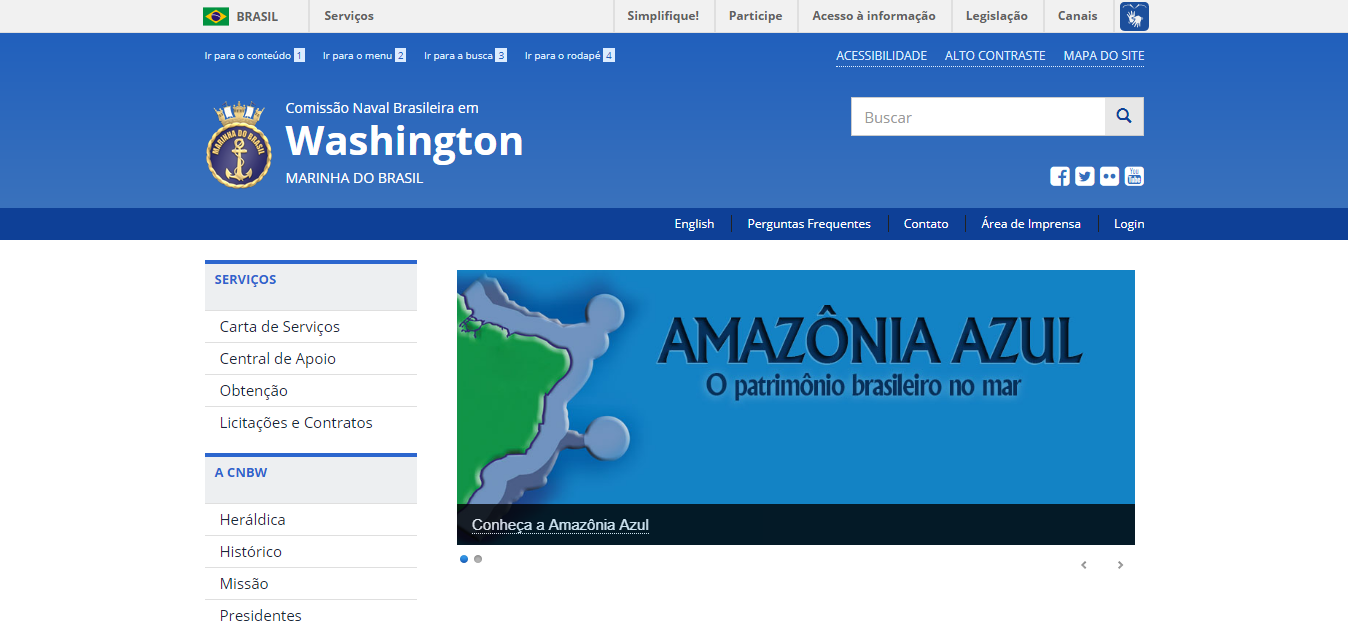 BRASIL Serviços Simplifique! Participe Acesso à informação Legislação Canais
Ir para o conteúdo 1 Ir para o menu 2 Ir para a busca 3 Ir para o rodapé 4 ACESSIBILIDADE ALTO CONTRASTE MAPA DO SITE
MARINHA DO BRASIL
Comissão Naval Brasileira em
Washington
MARINHA DO BRASIL
Buscar
You Tube
English Perguntas Frequentes Contato Área de Imprensa Login
SERVIÇOS
Carta de Serviços
Central de Apoio
Obtenção
Licitações e Contratos
A CNBW
Heráldica
Histórico
Missão
Presidentes
AMAZÔNIA AZUL
O patrimônio brasileiro no mar
Conheça a Amazônia Azul